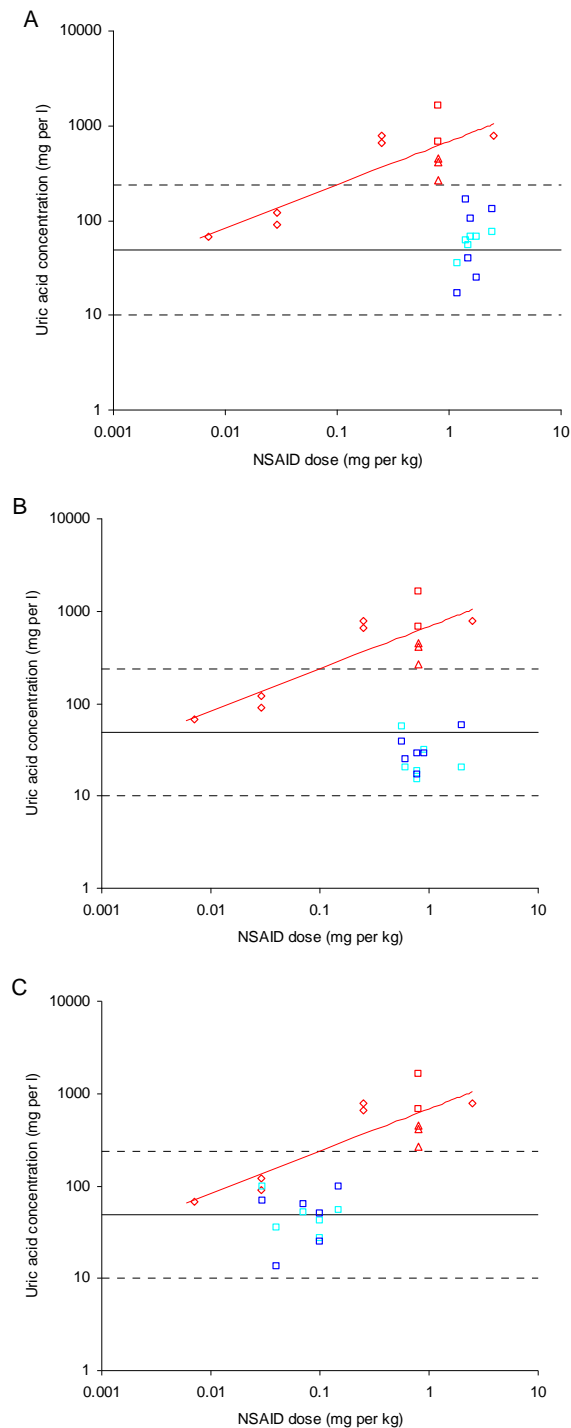 A
10000
1000
100
10
1
0.001 0.01 0.1 1 10
NSAID dose (mg per kg)
Uric acid concentration (mg per l)
B
10000
1000
100
10
1
0.001 0.01 0.1 1 10
NSAID dose (mg per kg)
Uric acid concentration (mg per l)
C
10000
1000
100
10
1
0.001 0.01 0.1 1 10
NSAID dose (mg per kg)
Uric acid concentration (mg per l)